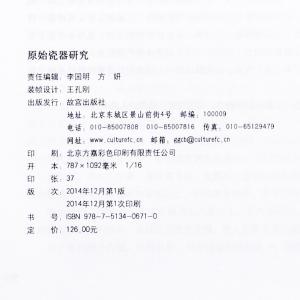 原始瓷器研究
责任编辑：李园明 方 妍
装帧设计：王孔刚
出版发行：故宫出版社
地址：北京东城区景山前街4号 邮编：100009
电话：010-85007808 010-85007816 传真：010-65129479
网址：www.culturefc.cn 邮箱：ggcb@culturefc.cn
印 刷：北京方嘉彩色印刷有限责任公司
开 本：787×1092毫米 1/16
印 张：37
版 次：2014年12月第1版
2014年12月第1次印刷
书 号：ISBN 978-7-5134-0671-0
定 价：126.00元